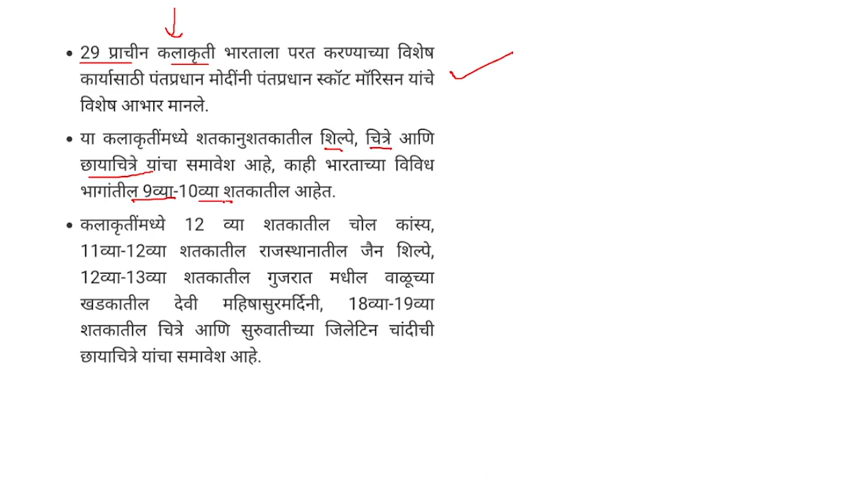 • 29 प्राचीन कलाकृती भारताला परत करण्याच्या विशेष
कार्यासाठी पंतप्रधान मोदींनी पंतप्रधान स्कॉट मॉरिसन यांचे
विशेष आभार मानले.
• या कलाकृतींमध्ये शतकानुशतकातील शिल्पे, चित्रे आणि
छायाचित्रे यांचा समावेश आहे, काही भारताच्या विविध
भागांतील 9व्या-10व्या शतकातील आहेत.
• कलाकृतींमध्ये 12 व्या शतकातील चोल कांस्य,
11व्या-12व्या शतकातील राजस्थानातील जैन शिल्पे,
12व्या-13व्या शतकातील गुजरात मधील वाळूच्या
खडकातील देवी महिषासुरमर्दिनी, 18व्या-19व्या
शतकातील चित्रे आणि सुरुवातीच्या जिलेटिन चांदीची
छायाचित्रे यांचा समावेश आहे.